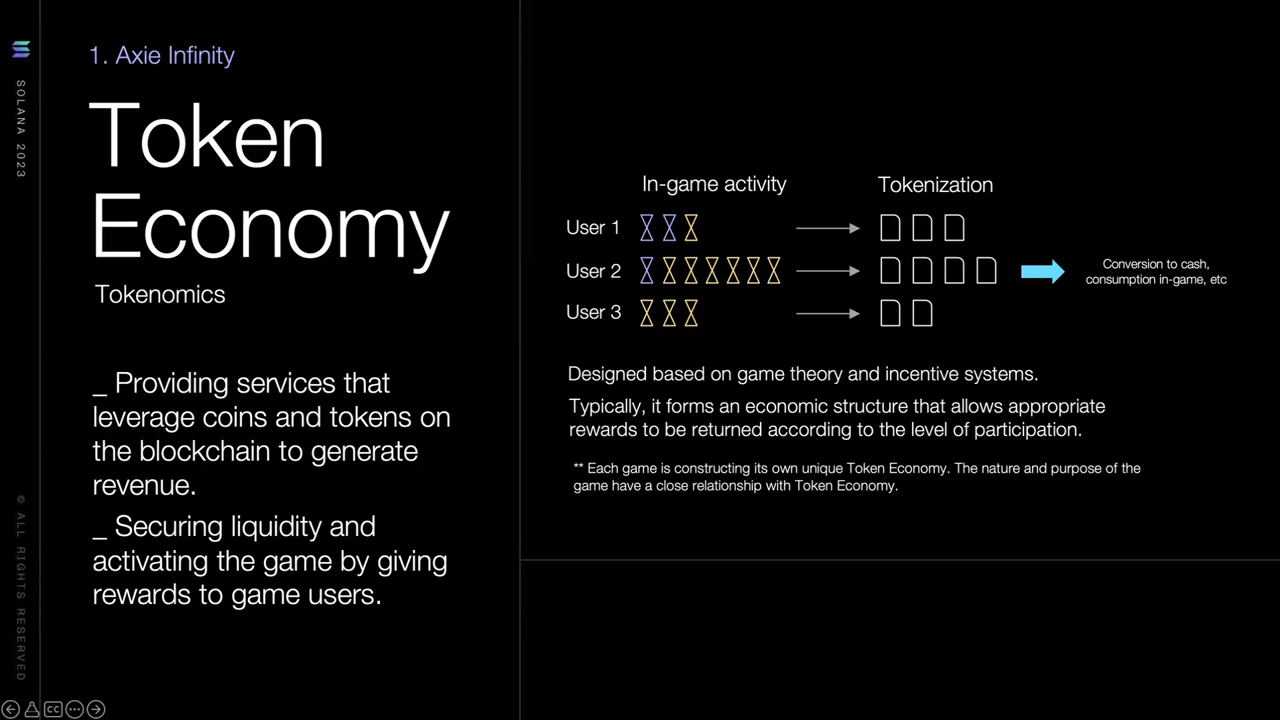 SOLANA 2023
© ALL RIGHTS RESERVED
1. Axie Infinity
Token
Economy
Tokenomics
_ Providing services that
leverage coins and tokens on
the blockchain to generate
revenue.
_ Securing liquidity and
activating the game by giving
rewards to game users.
In-game activity
Tokenization
User 1
User 2
User 3
Conversion to cash,
consumption in-game, etc
Designed based on game theory and incentive systems.
Typically, it forms an economic structure that allows appropriate
rewards to be returned according to the level of participation.
** Each game is constructing its own unique Token Economy. The nature and purpose of the
game have a close relationship with Token Economy.
CC